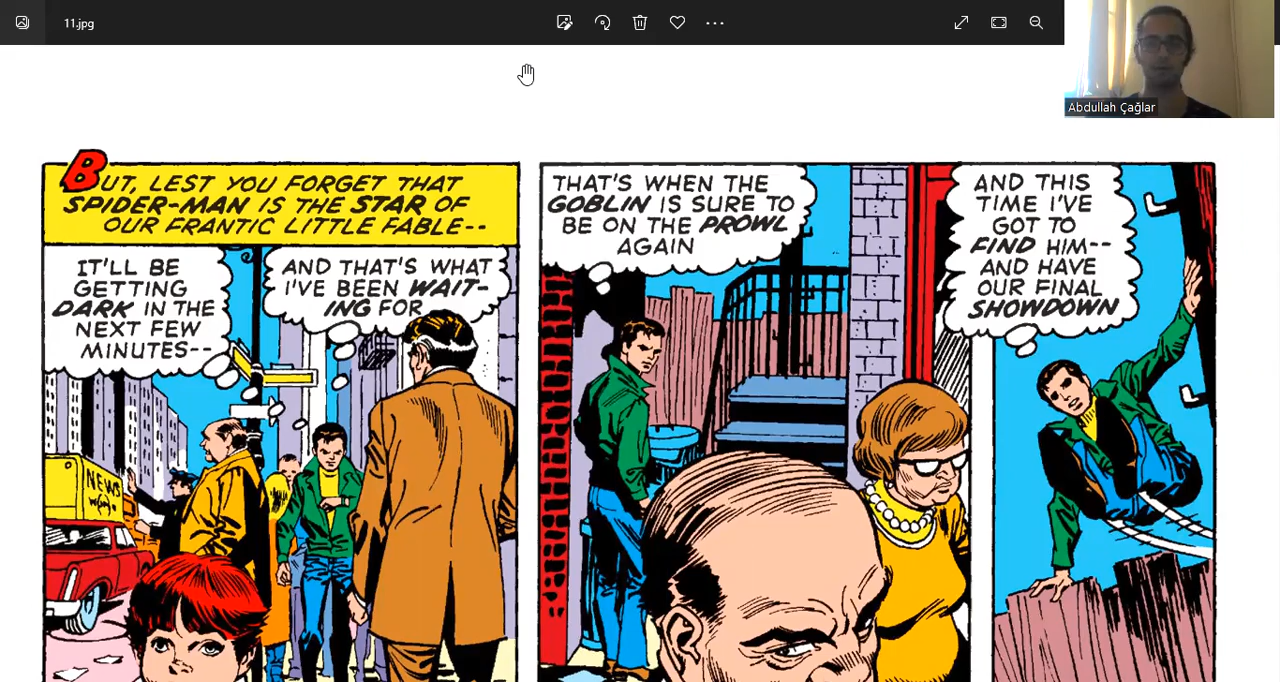 11.jpg
Abdullah Çağlar
BUT, LEST YOU FORGET THAT
SPIDER-MAN IS THE STAR OF
OUR FRANTIC LITTLE FABLE--
IT'LL BE
GETTING
DARK IN THE
NEXT FEW
MINUTES--
AND THAT'S WHAT
I'VE BEEN WAIT-
ING FOR
NEWS
THAT'S WHEN THE
GOBLIN IS SURE TO
BE ON THE PROWL
AGAIN
AND THIS
TIME I'VE
GOT TO
FIND HIM--
AND HAVE
OUR FINAL
SHOWDOWN